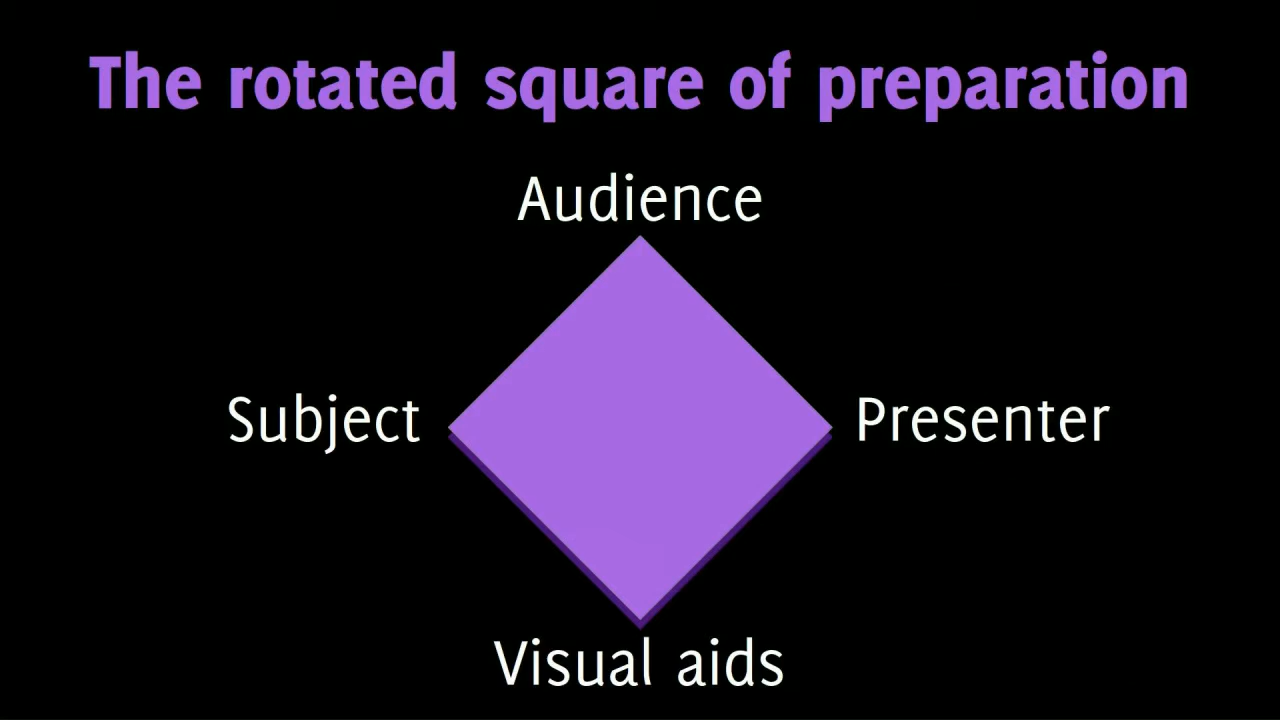 The rotated square of preparation
Audience
Subject
Presenter
Visual aids